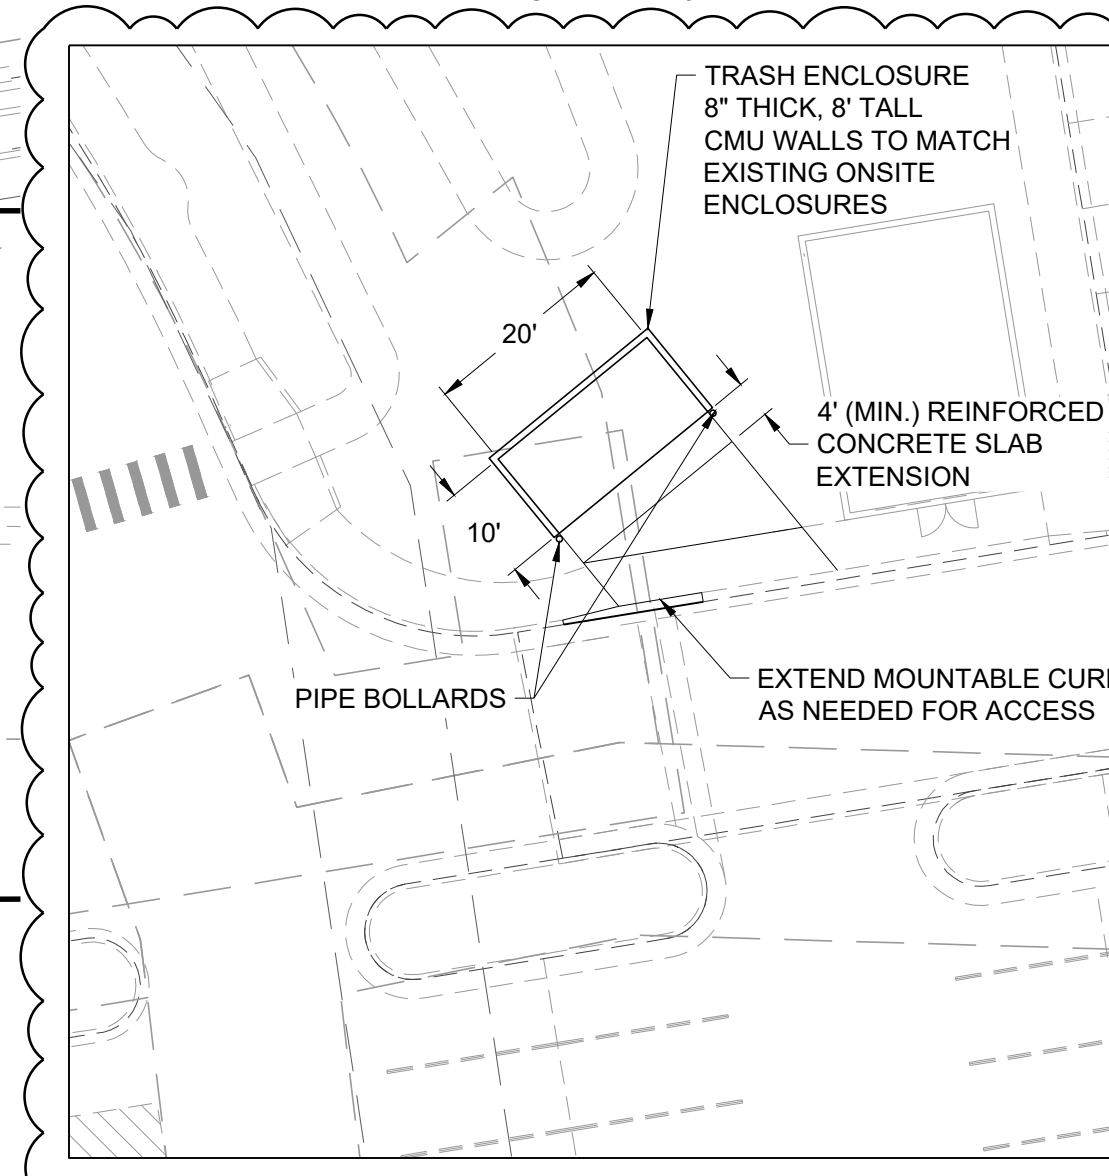 TRASH ENCLOSURE
8" THICK, 8' TALL
CMU WALLS TO MATCH
EXISTING ONSITE
ENCLOSURES
20'
4' (MIN.) REINFORCED
CONCRETE SLAB
EXTENSION
10'
EXTEND MOUNTABLE
AS NEEDED FOR ACCESS
PIPE BOLLARDS